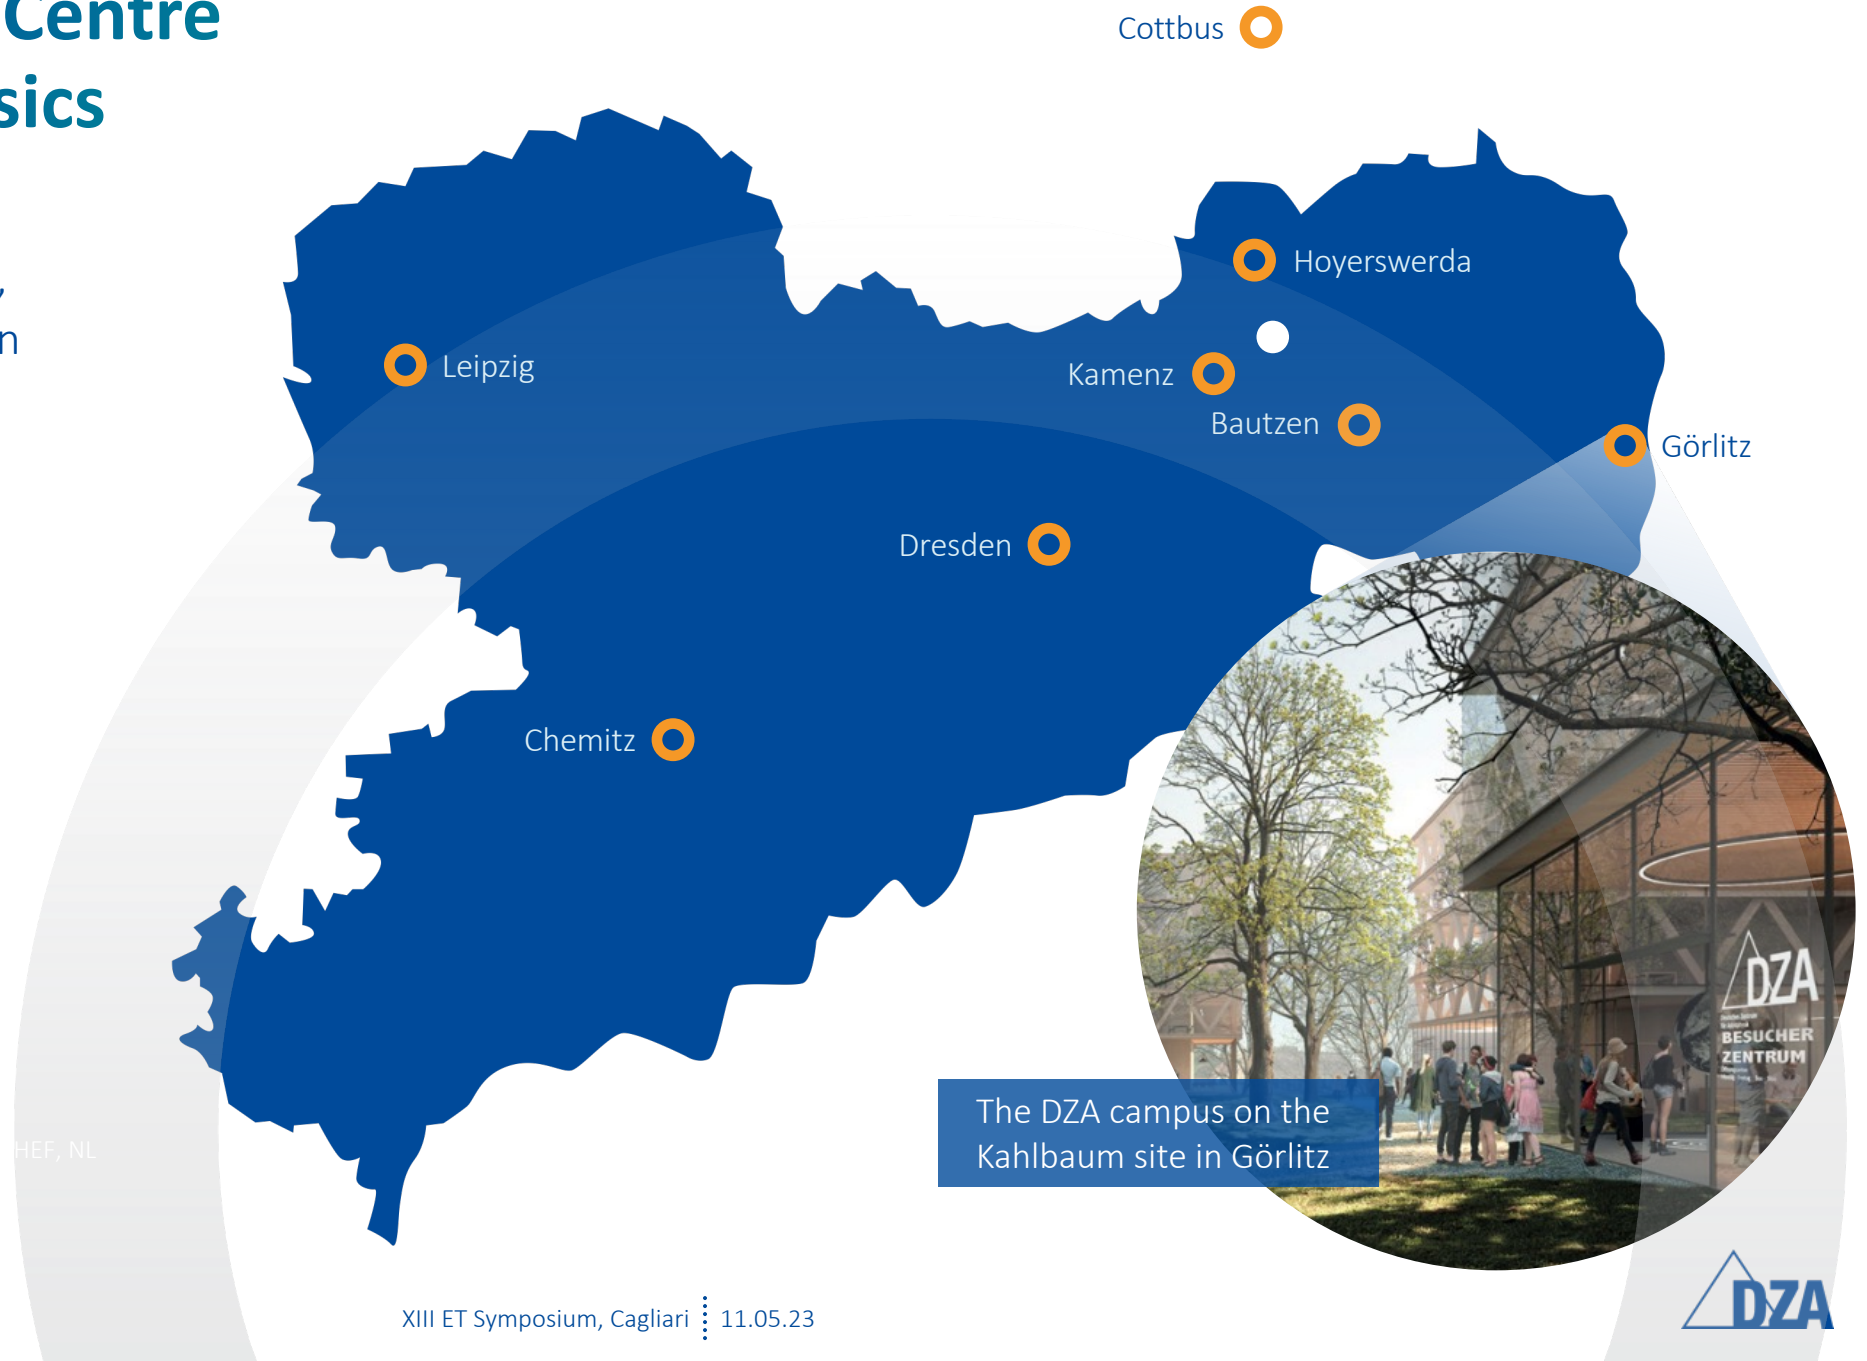 Centre
sics
,
n
Cottbus
Hoyerswerda
Leipzig
Kamenz
Bautzen
Görlitz
Dresden
Chemitz
DZA
BESUCHER
ZENTRUM
The DZA campus on the
Kahlbaum site in Görlitz
HEF, NL
XIII ET Symposium, Cagliari
11.05.23
DZA